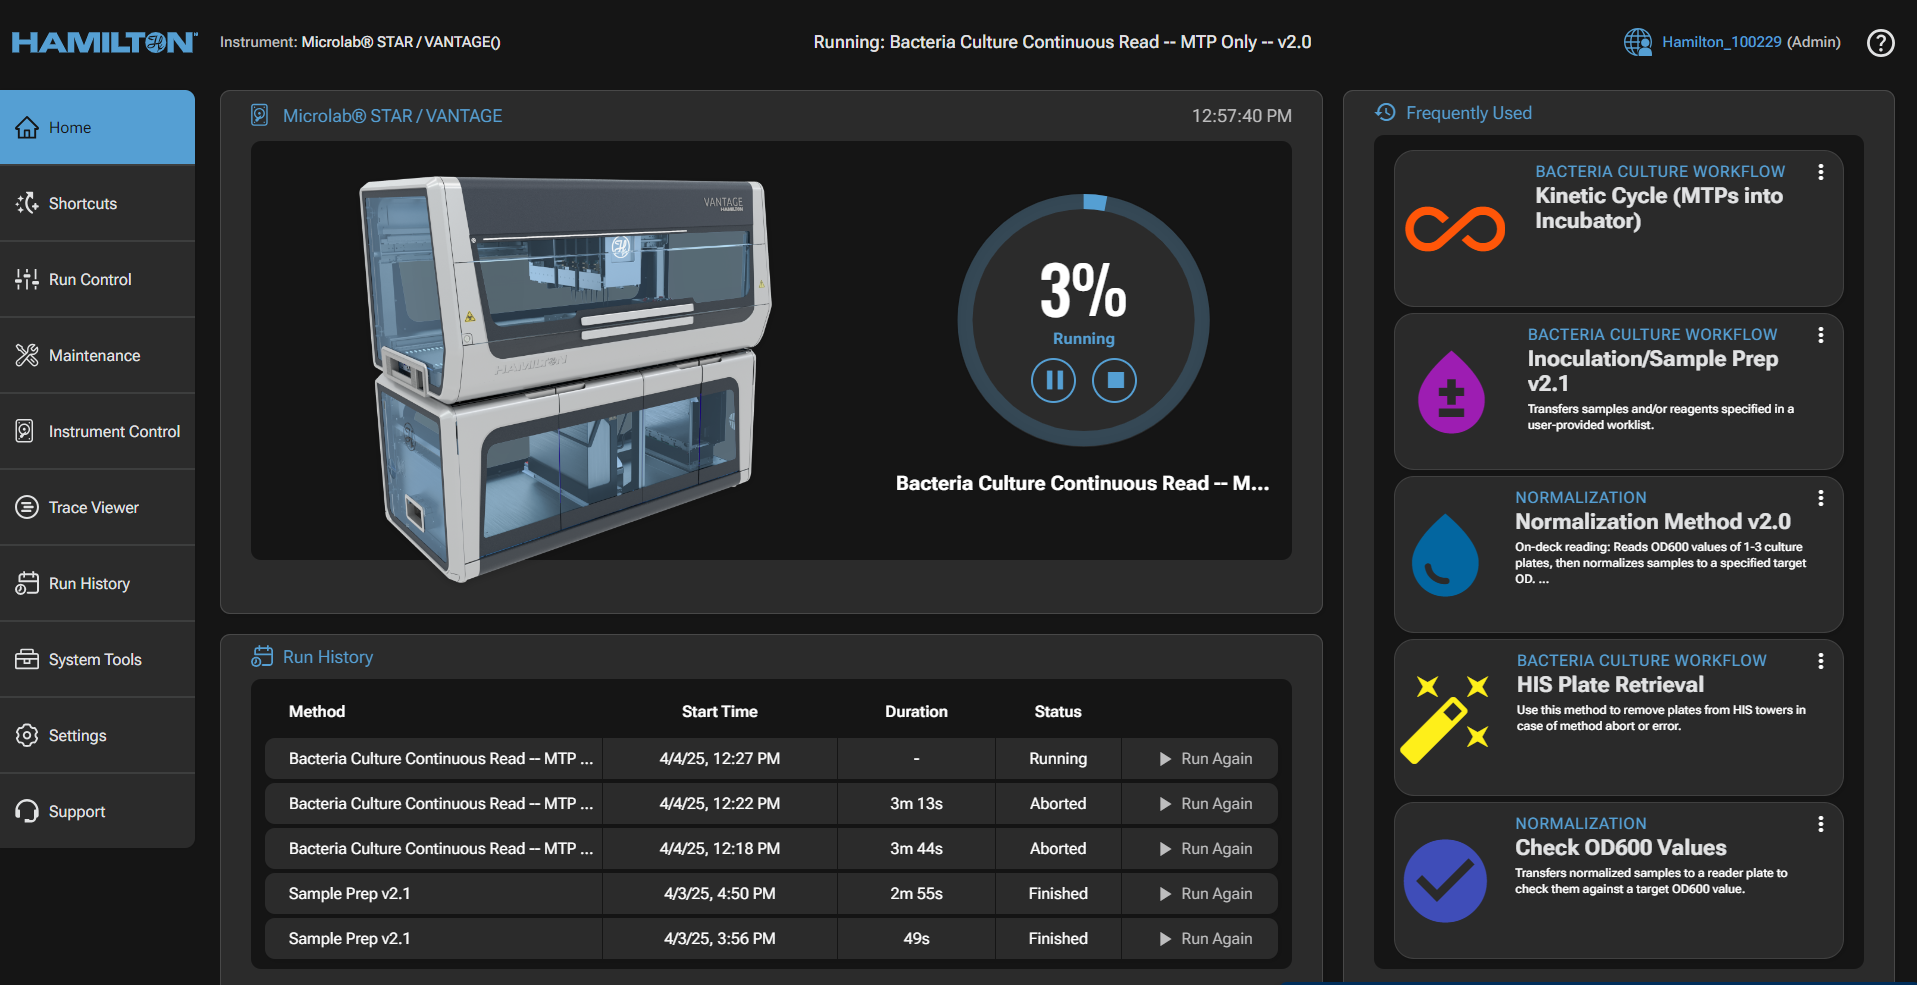 HAMILTON
Instrument: Microlab® STAR / VANTAGE()
Running: Bacteria Culture Continuous Read -- MTP Only -- v2.0
Hamilton_100229 (Admin)
?
Home
Shortcuts
Run Control
Maintenance
Instrument Control
Trace Viewer
Run History
System Tools
Settings
Support
Microlab® STAR / VANTAGE
12:57:40 PM
VANTAGE
HAMILTON
HAMILTON
3%
Running
Bacteria Culture Continuous Read -- M...
Run History
Method Start Time Duration Status
Bacteria Culture Continuous Read -- MTP ... 4/4/25, 12:27 PM - Running Run Again
Bacteria Culture Continuous Read -- MTP ... 4/4/25, 12:22 PM 3m 13s Aborted Run Again
Bacteria Culture Continuous Read -- MTP ... 4/4/25, 12:18 PM 3m 44s Aborted Run Again
Sample Prep v2.1 4/3/25, 4:50 PM 2m 55s Finished Run Again
Sample Prep v2.1 4/3/25, 3:56 PM 49s Finished Run Again
Frequently Used
BACTERIA CULTURE WORKFLOW
Kinetic Cycle (MTPs into
Incubator)
BACTERIA CULTURE WORKFLOW
Inoculation/Sample Prep
v2.1
Transfers samples and/or reagents specified in a
user-provided worklist.
NORMALIZATION
Normalization Method v2.0
On-deck reading: Reads OD600 values of 1-3 culture
plates, then normalizes samples to a specified target
OD. ...
BACTERIA CULTURE WORKFLOW
HIS Plate Retrieval
Use this method to remove plates from HIS towers in
case of method abort or error.
NORMALIZATION
Check OD600 Values
Transfers normalized samples to a reader plate to
check them against a target OD600 value.